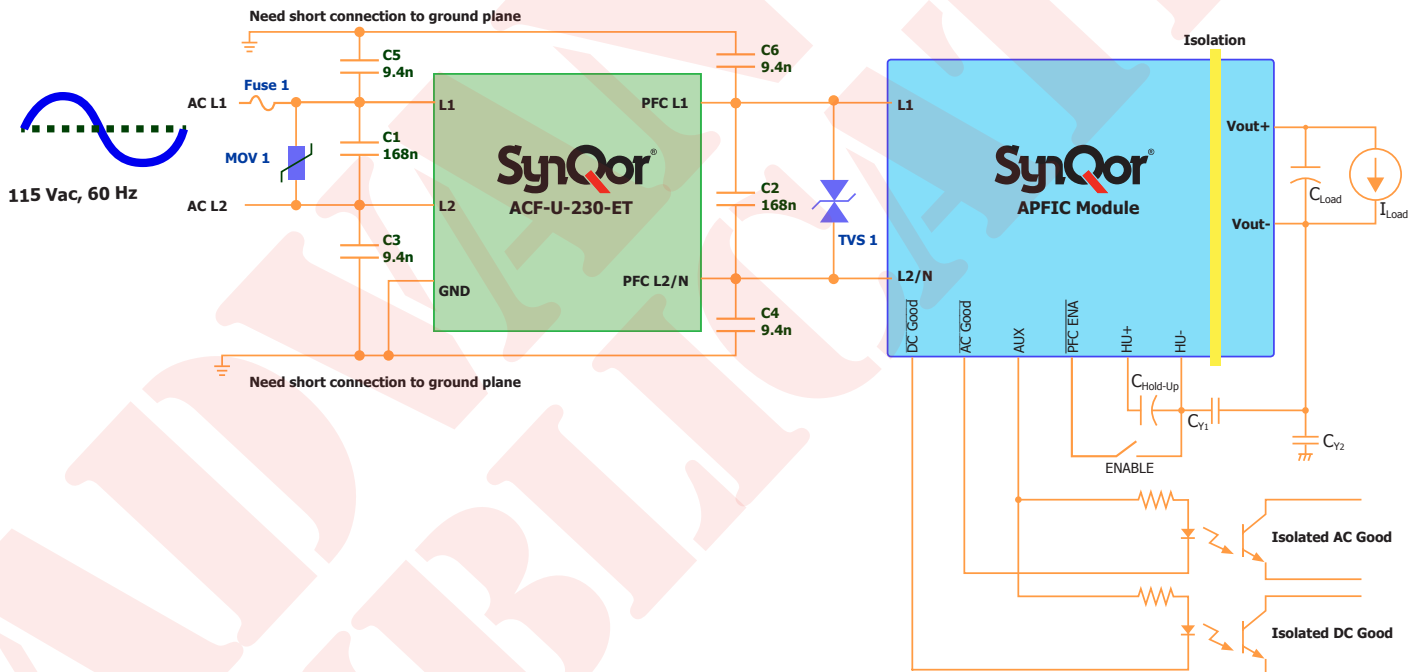 Need short connection to ground plane
C5
9.4n
C6
9.4n
Isolation
Fuse 1
AC L1
L1
PFC L1
L1
C1
168n
MOV 1
SynQor®
ACF-U-230-ET
SynQor®
APFIC Module
Vout+
115 Vac, 60 Hz
AC L2
L2
C2
168n
TVS 1
CLoad
ILoad
Vout-
C3
9.4n
GND
PFC L2/N
L2/N
C4
9.4n
DC Good
AC Good
AUX
PFC ENA
HU+
HU-
Need short connection to ground plane
CHold-Up
CY1
CY2
ENABLE
Isolated AC Good
Isolated DC Good